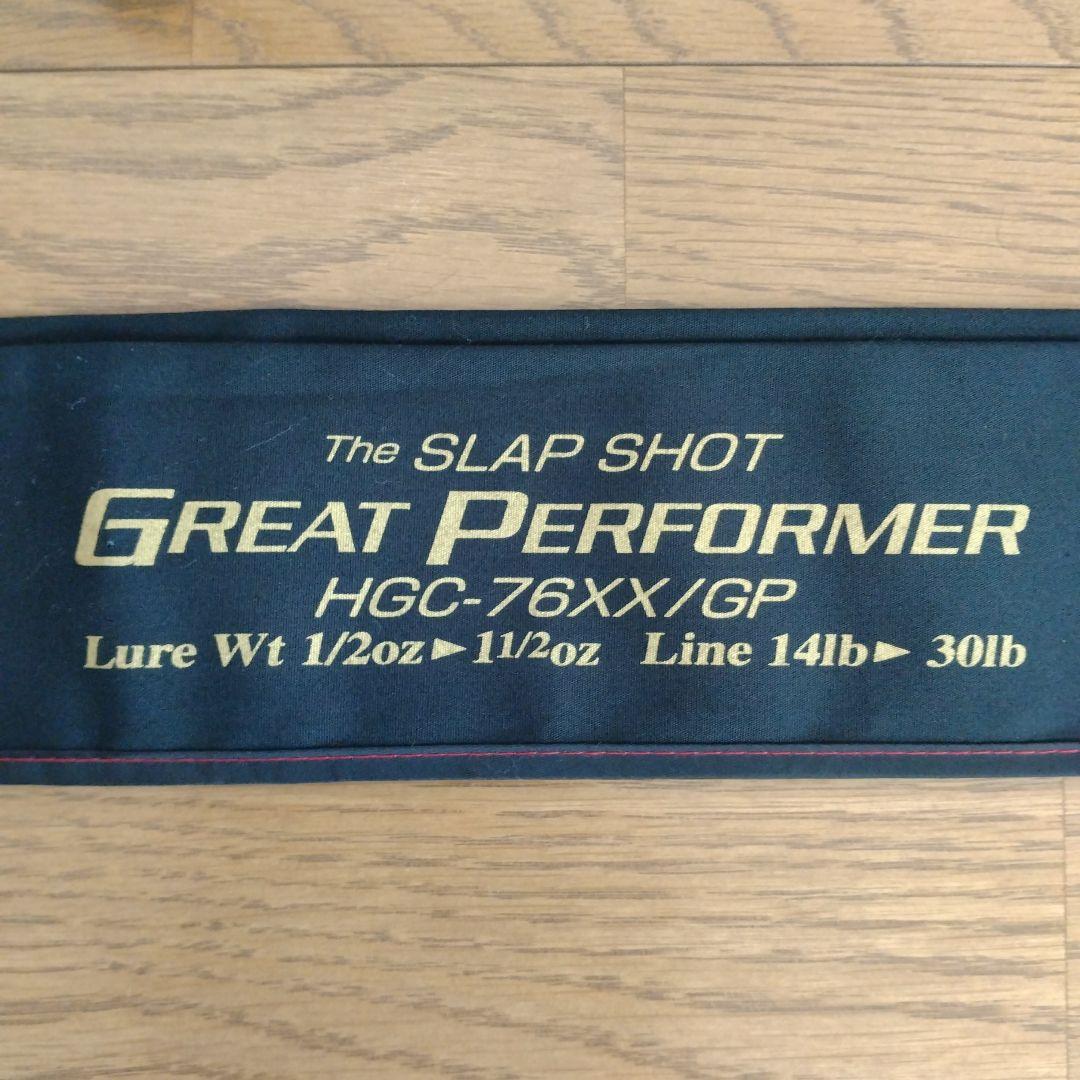 The SLAP SHOT
GREAT PERFORMER
HGC-76XX/GP
Lure Wt 1/2oz►11/2oz Line 14lb► 30lb